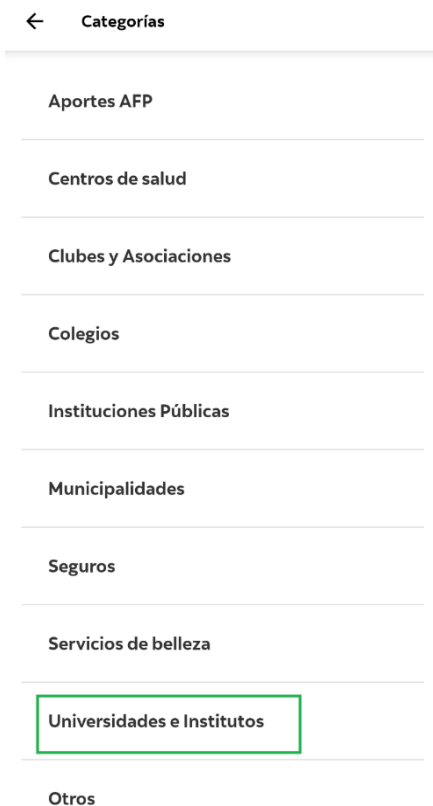 Categorías
Aportes AFP
Centros de salud
Clubes y Asociaciones
Colegios
Instituciones Públicas
Municipalidades
Seguros
Servicios de belleza
Universidades e Institutos
Otros